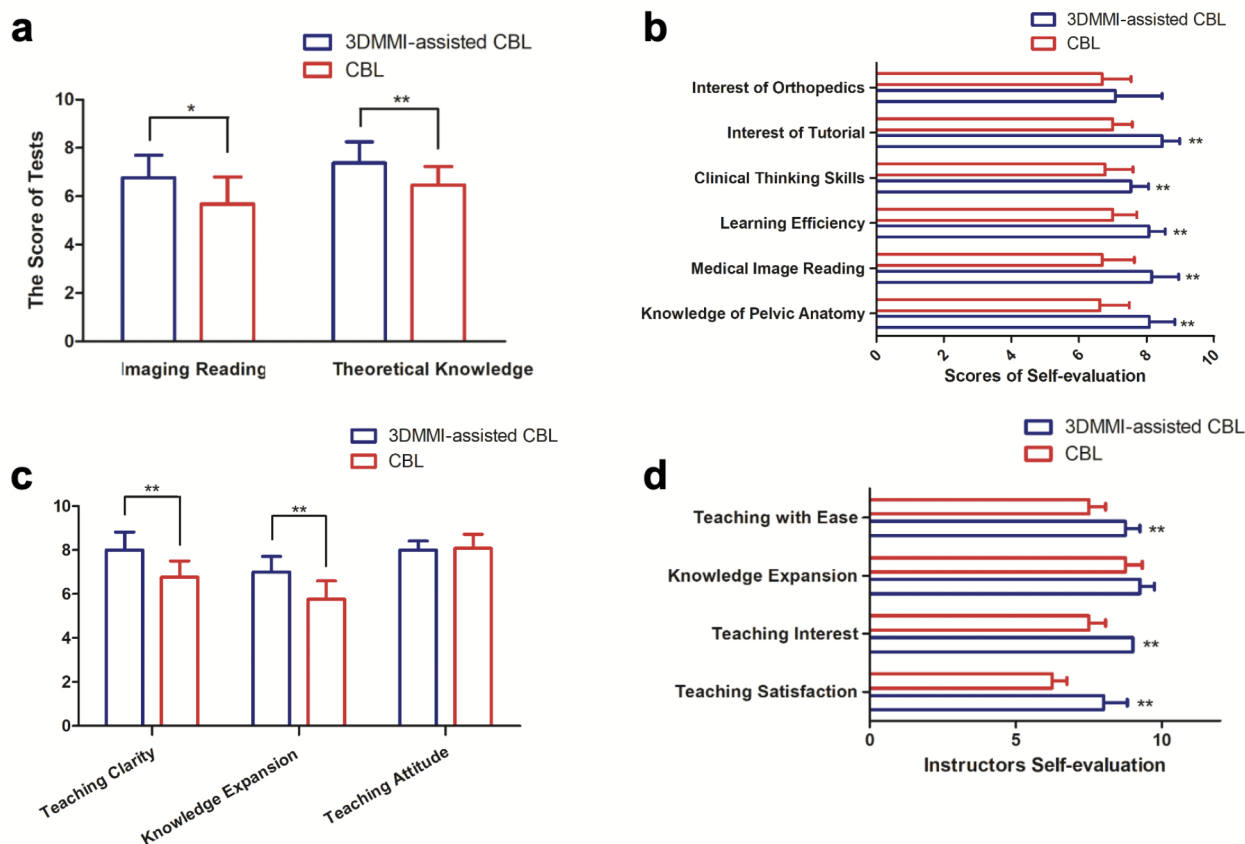 a
3DMMI-assisted CBL
CBL
The Score of Tests
10
8
6
4
2
0
*
**
Imaging Reading
Theoretical Knowledge
b
3DMMI-assisted CBL
CBL
Interest of Orthopedics
Interest of Tutorial
**
Clinical Thinking Skills
**
Learning Efficiency
**
Medical Image Reading
**
Knowledge of Pelvic Anatomy
**
0 2 4 6 8 10
Scores of Self-evaluation
c
3DMMI-assisted CBL
CBL
10
8
6
4
2
0
**
**
Teaching Clarity
Knowledge Expansion
Teaching Attitude
d
3DMMI-assisted CBL
CBL
Teaching with Ease
**
Knowledge Expansion
Teaching Interest
**
Teaching Satisfaction
**
0 5 10
Instructors Self-evaluation